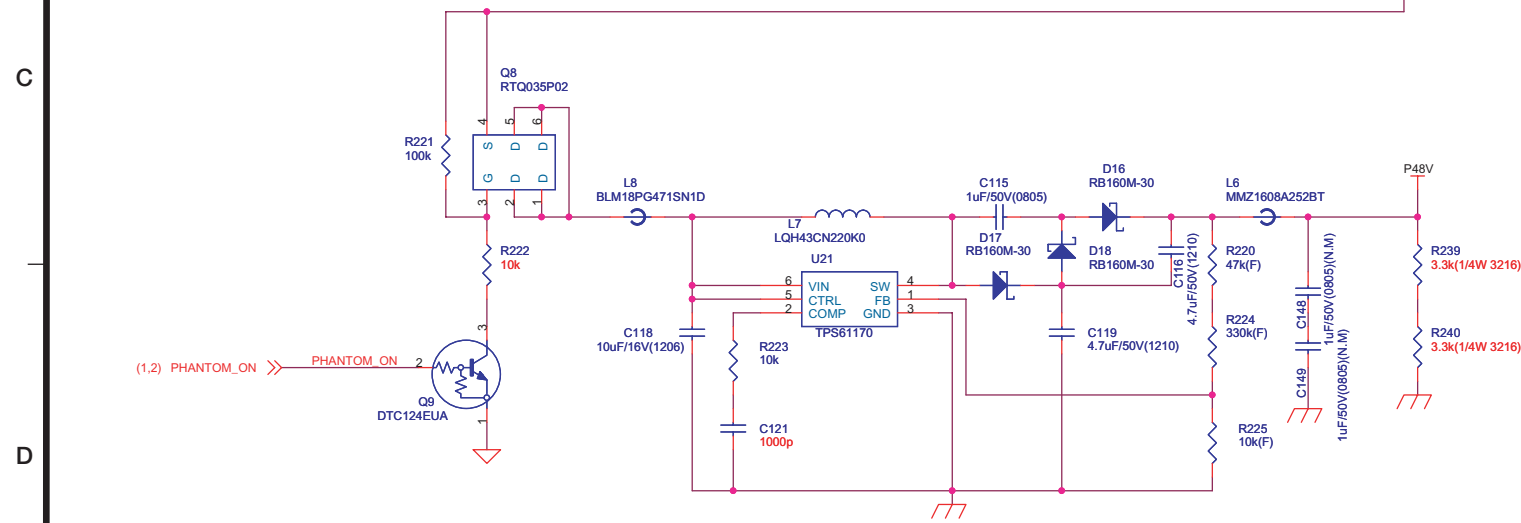 C
Q8
RTQ035P02
4
5
6
S
D
D
R221
100k
G
D
D
3
2
1
L8
BLM18PG471SN1D
C115
1uF/50V(0805)
D16
RB160M-30
L6
MMZ1608A252BT
P48V
L7
LQH43CN220K0
D17
RB160M-30
D18
RB160M-30
C116
4.7uF/50V(1210)
R220
47k(F)
R222
10k
U21
6
VIN
SW
4
5
CTRL
FB
1
2
COMP
GND
3
TPS61170
R239
3.3k(1/4W 3216)
C148
1uF/50V(0805)(N.M)
3
C118
10uF/16V(1206)
R223
10k
C119
4.7uF/50V(1210)
R224
330k(F)
R240
3.3k(1/4W 3216)
(1,2) PHANTOM_ON
PHANTOM_ON
2
C149
1uF/50V(0805)(N.M)
Q9
DTC124EUA
1
C121
1000p
R225
10k(F)
D